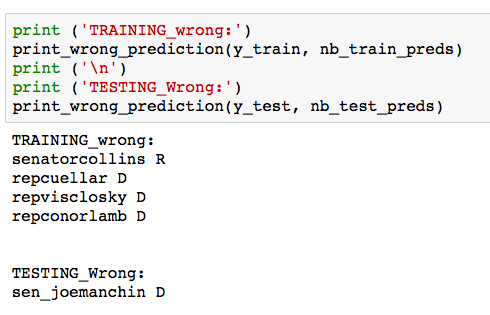 print ('TRAINING_wrong:')
print_wrong_prediction(y_train, nb_train_preds)
print ('\n')
print ('TESTING_Wrong:')
print_wrong_prediction(y_test, nb_test_preds)
TRAINING_wrong:
senatorcollins R
repcuellar D
repvisclosky D
repconorlamb D
TESTING_Wrong:
sen_joemanchin D